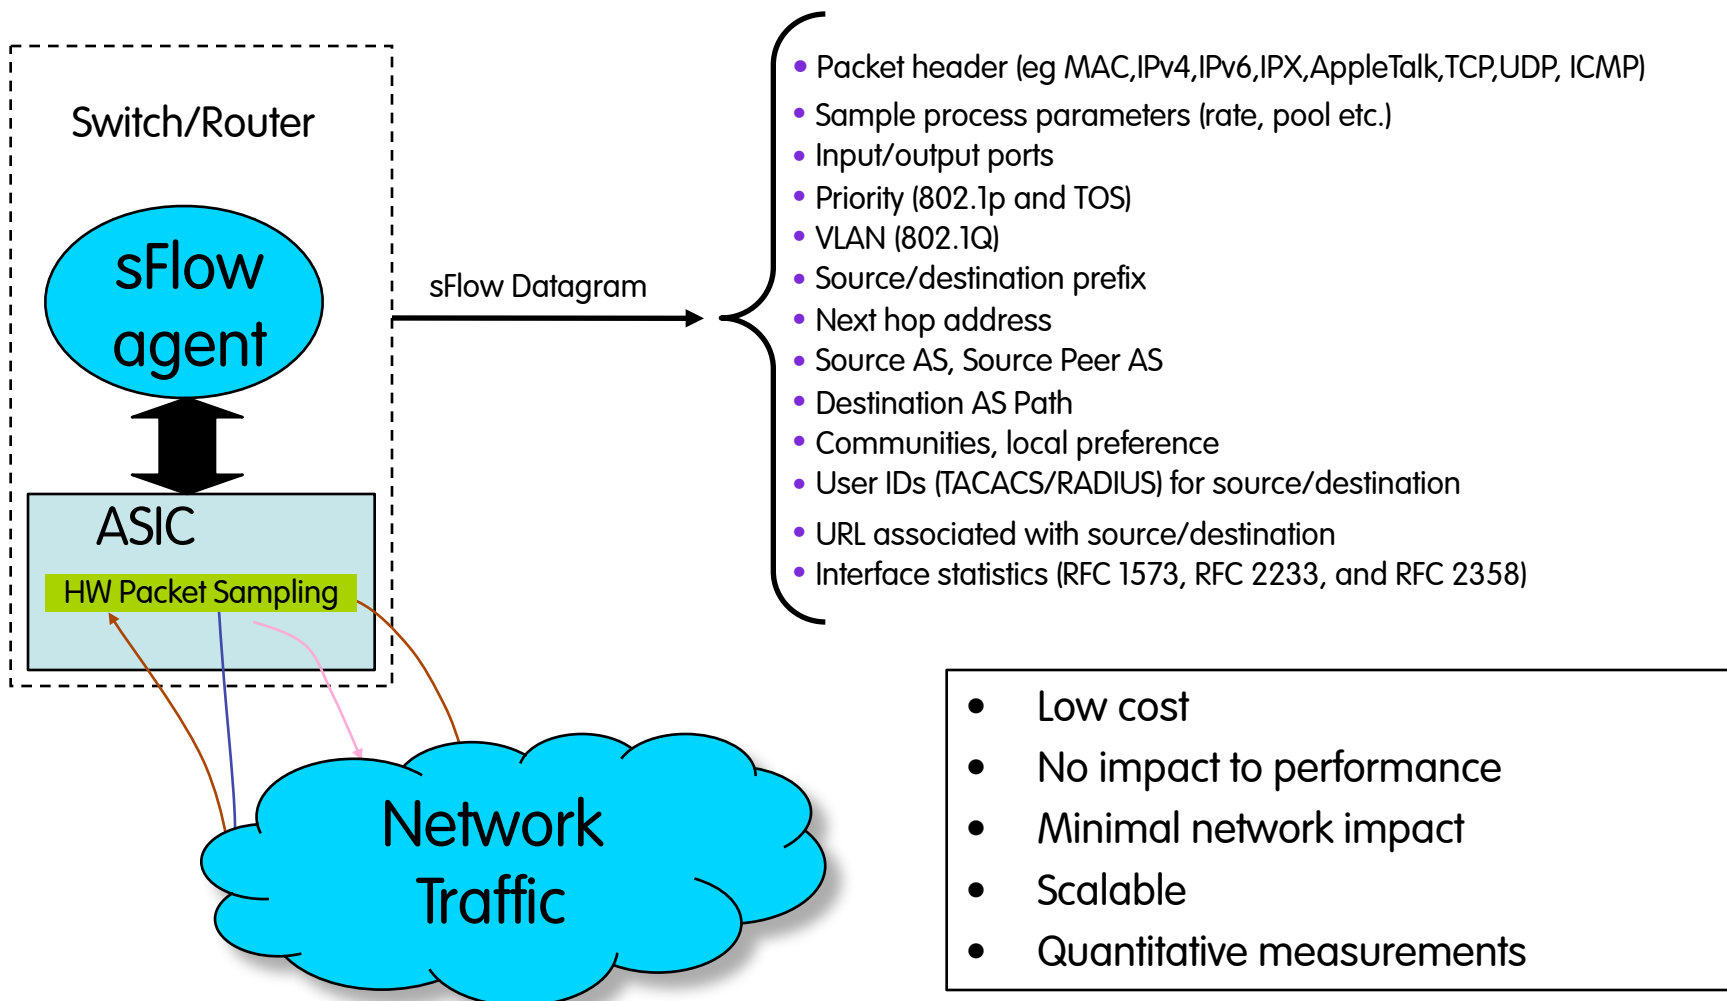 Switch/Router
sFlow
agent
ASIC
HW Packet Sampling
Network
Traffic
sFlow Datagram
• Packet header (eg MAC,IPv4,IPv6,IPX,AppleTalk,TCP,UDP, ICMP)
• Sample process parameters (rate, pool etc.)
• Input/output ports
• Priority (802.1p and TOS)
• VLAN (802.1Q)
• Source/destination prefix
• Next hop address
• Source AS, Source Peer AS
• Destination AS Path
• Communities, local preference
• User IDs (TACACS/RADIUS) for source/destination
• URL associated with source/destination
• Interface statistics (RFC 1573, RFC 2233, and RFC 2358)
• Low cost
• No impact to performance
• Minimal network impact
• Scalable
• Quantitative measurements